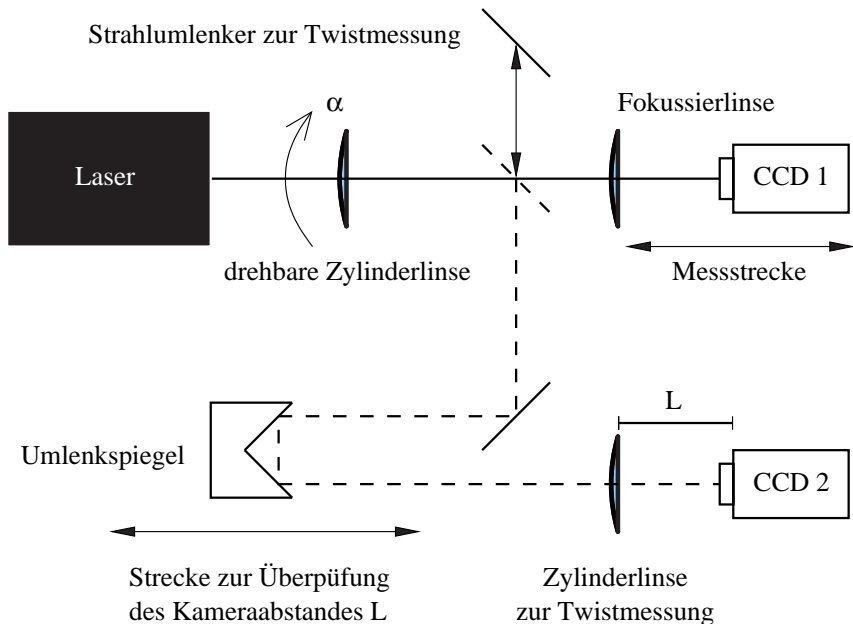 Strahlumlenker zur Twistmessung
α
Fokussierlinse
Laser
CCD 1
drehbare Zylinderlinse
Messstrecke
L
Umlenkspiegel
CCD 2
Strecke zur Überpüfung
des Kameraabstandes L
Zylinderlinse
zur Twistmessung